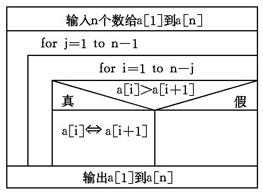 输入n个数给a[1]到a[n]
for j=1 to n-1
for i=1 to n-j
a[i]>a[i+1]
真 假
a[i]⇔a[i+1]
输出a[1]到a[n]